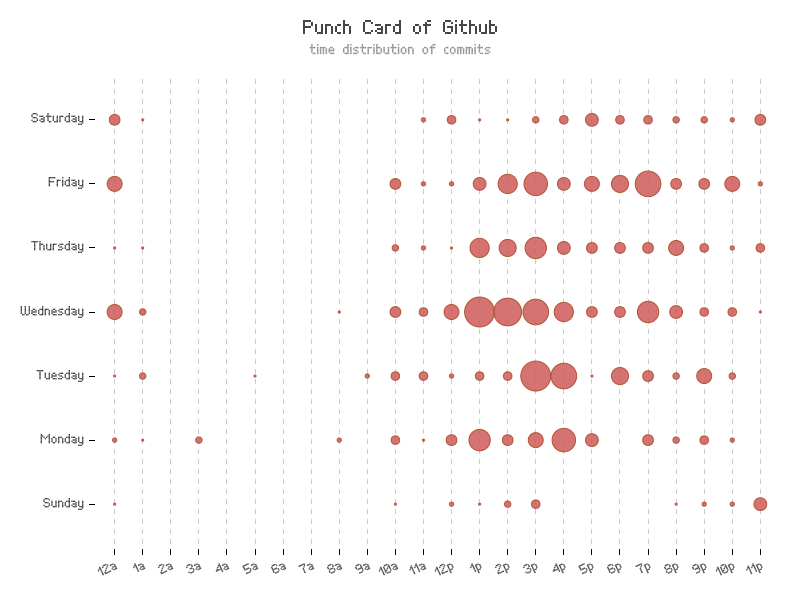 Punch Card of Github
time distribution of commits
Saturday
Friday
Thursday
Wednesday
Tuesday
Monday
Sunday
12a 1a 2a 3a 4a 5a 6a 7a 8a 9a 10a 11a 12p 1p 2p 3p 4p 5p 6p 7p 8p 9p 10p 11p